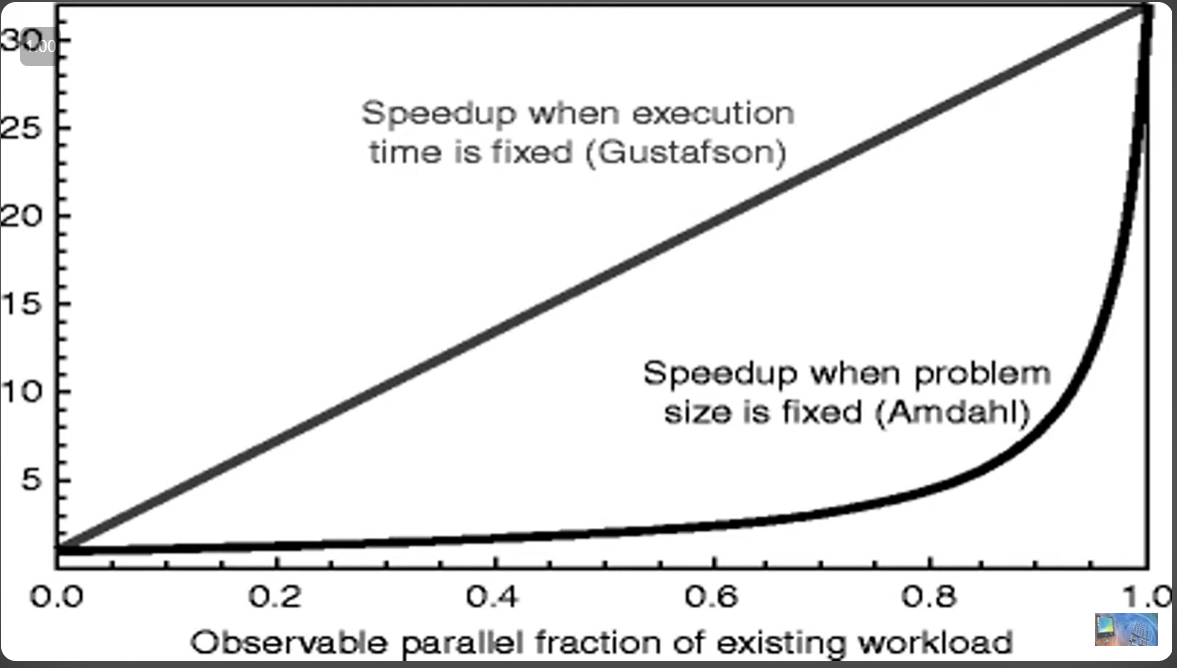 30
1.00
Speedup when execution
time is fixed (Gustafson)
25
20
15
Speedup when problem
size is fixed (Amdahl)
10
5
0.0 0.2 0.4 0.6 0.8 1.0
Observable parallel fraction of existing workload